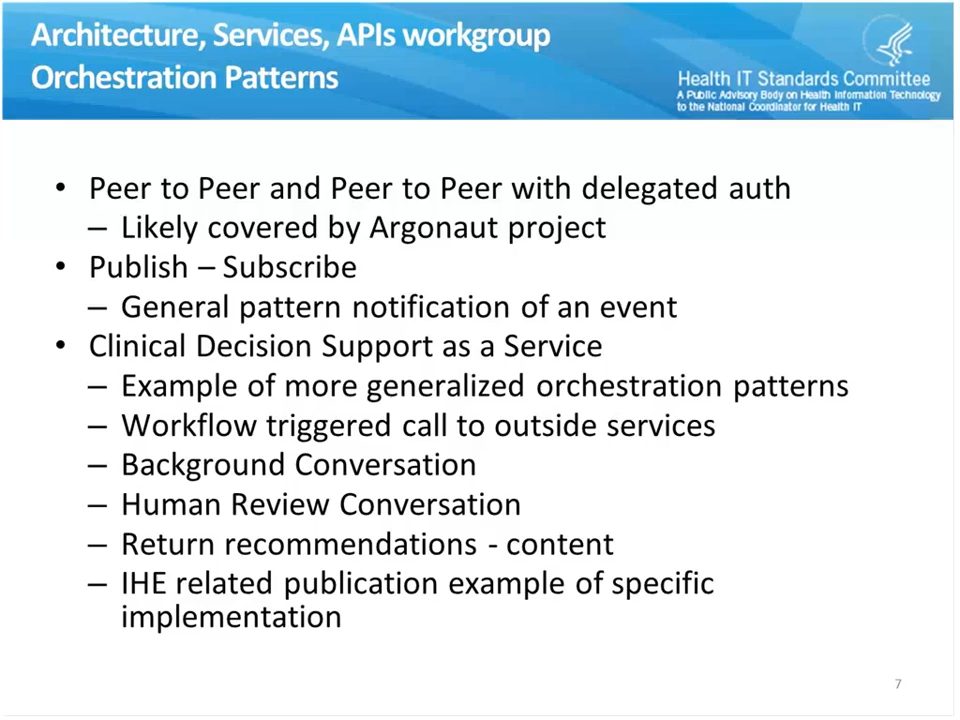 Architecture, Services, APIs workgroup
Orchestration Patterns
Health IT Standards Committee
A Public Advisory Body on Health Information Technology
to the National Coordinator for Health IT
• Peer to Peer and Peer to Peer with delegated auth
– Likely covered by Argonaut project
• Publish – Subscribe
– General pattern notification of an event
• Clinical Decision Support as a Service
– Example of more generalized orchestration patterns
– Workflow triggered call to outside services
– Background Conversation
– Human Review Conversation
– Return recommendations - content
– IHE related publication example of specific
implementation
7